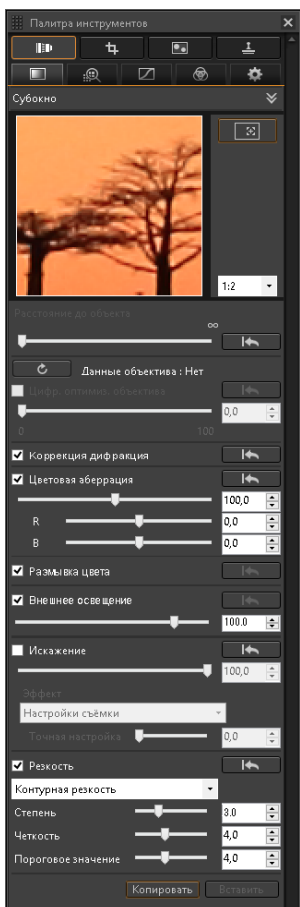 Палитра инструментов
Субокно
1:2
Расстояние до объекта
∞
Данные объектива : Нет
Цифр. оптимиз. объектива
0,0
0 100
Коррекция дифракция
Цветовая аберрация
100,0
R 0,0
B 0,0
Размывка цвета
Внешнее освещение
100.0
Искажение
100,0
Эффект
Настройки съёмки
Точная настройка 0,0
Резкость
Контурная резкость
Степень 3.0
Четкость 4,0
Пороговое значение 4,0
Копировать Вставить